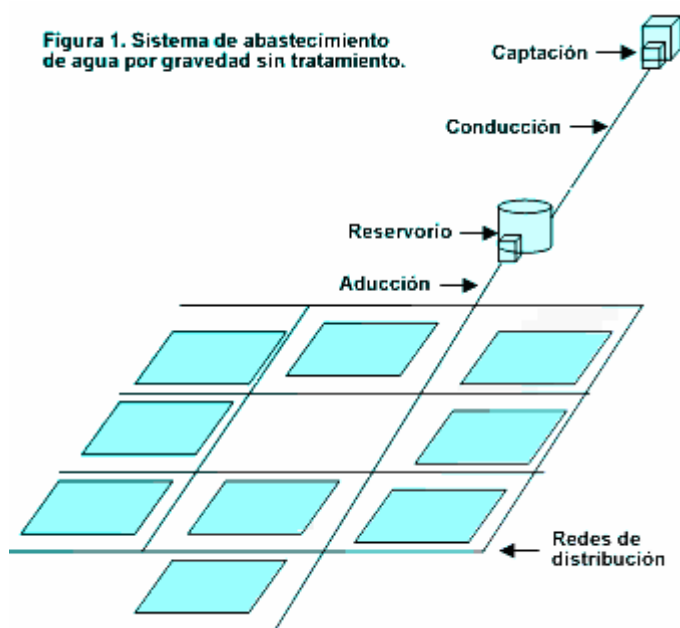 Figura 1. Sistema de abastecimiento
de agua por gravedad sin tratamiento.
Captación
Conducción
Reservorio
Aducción
Redes de
distribución